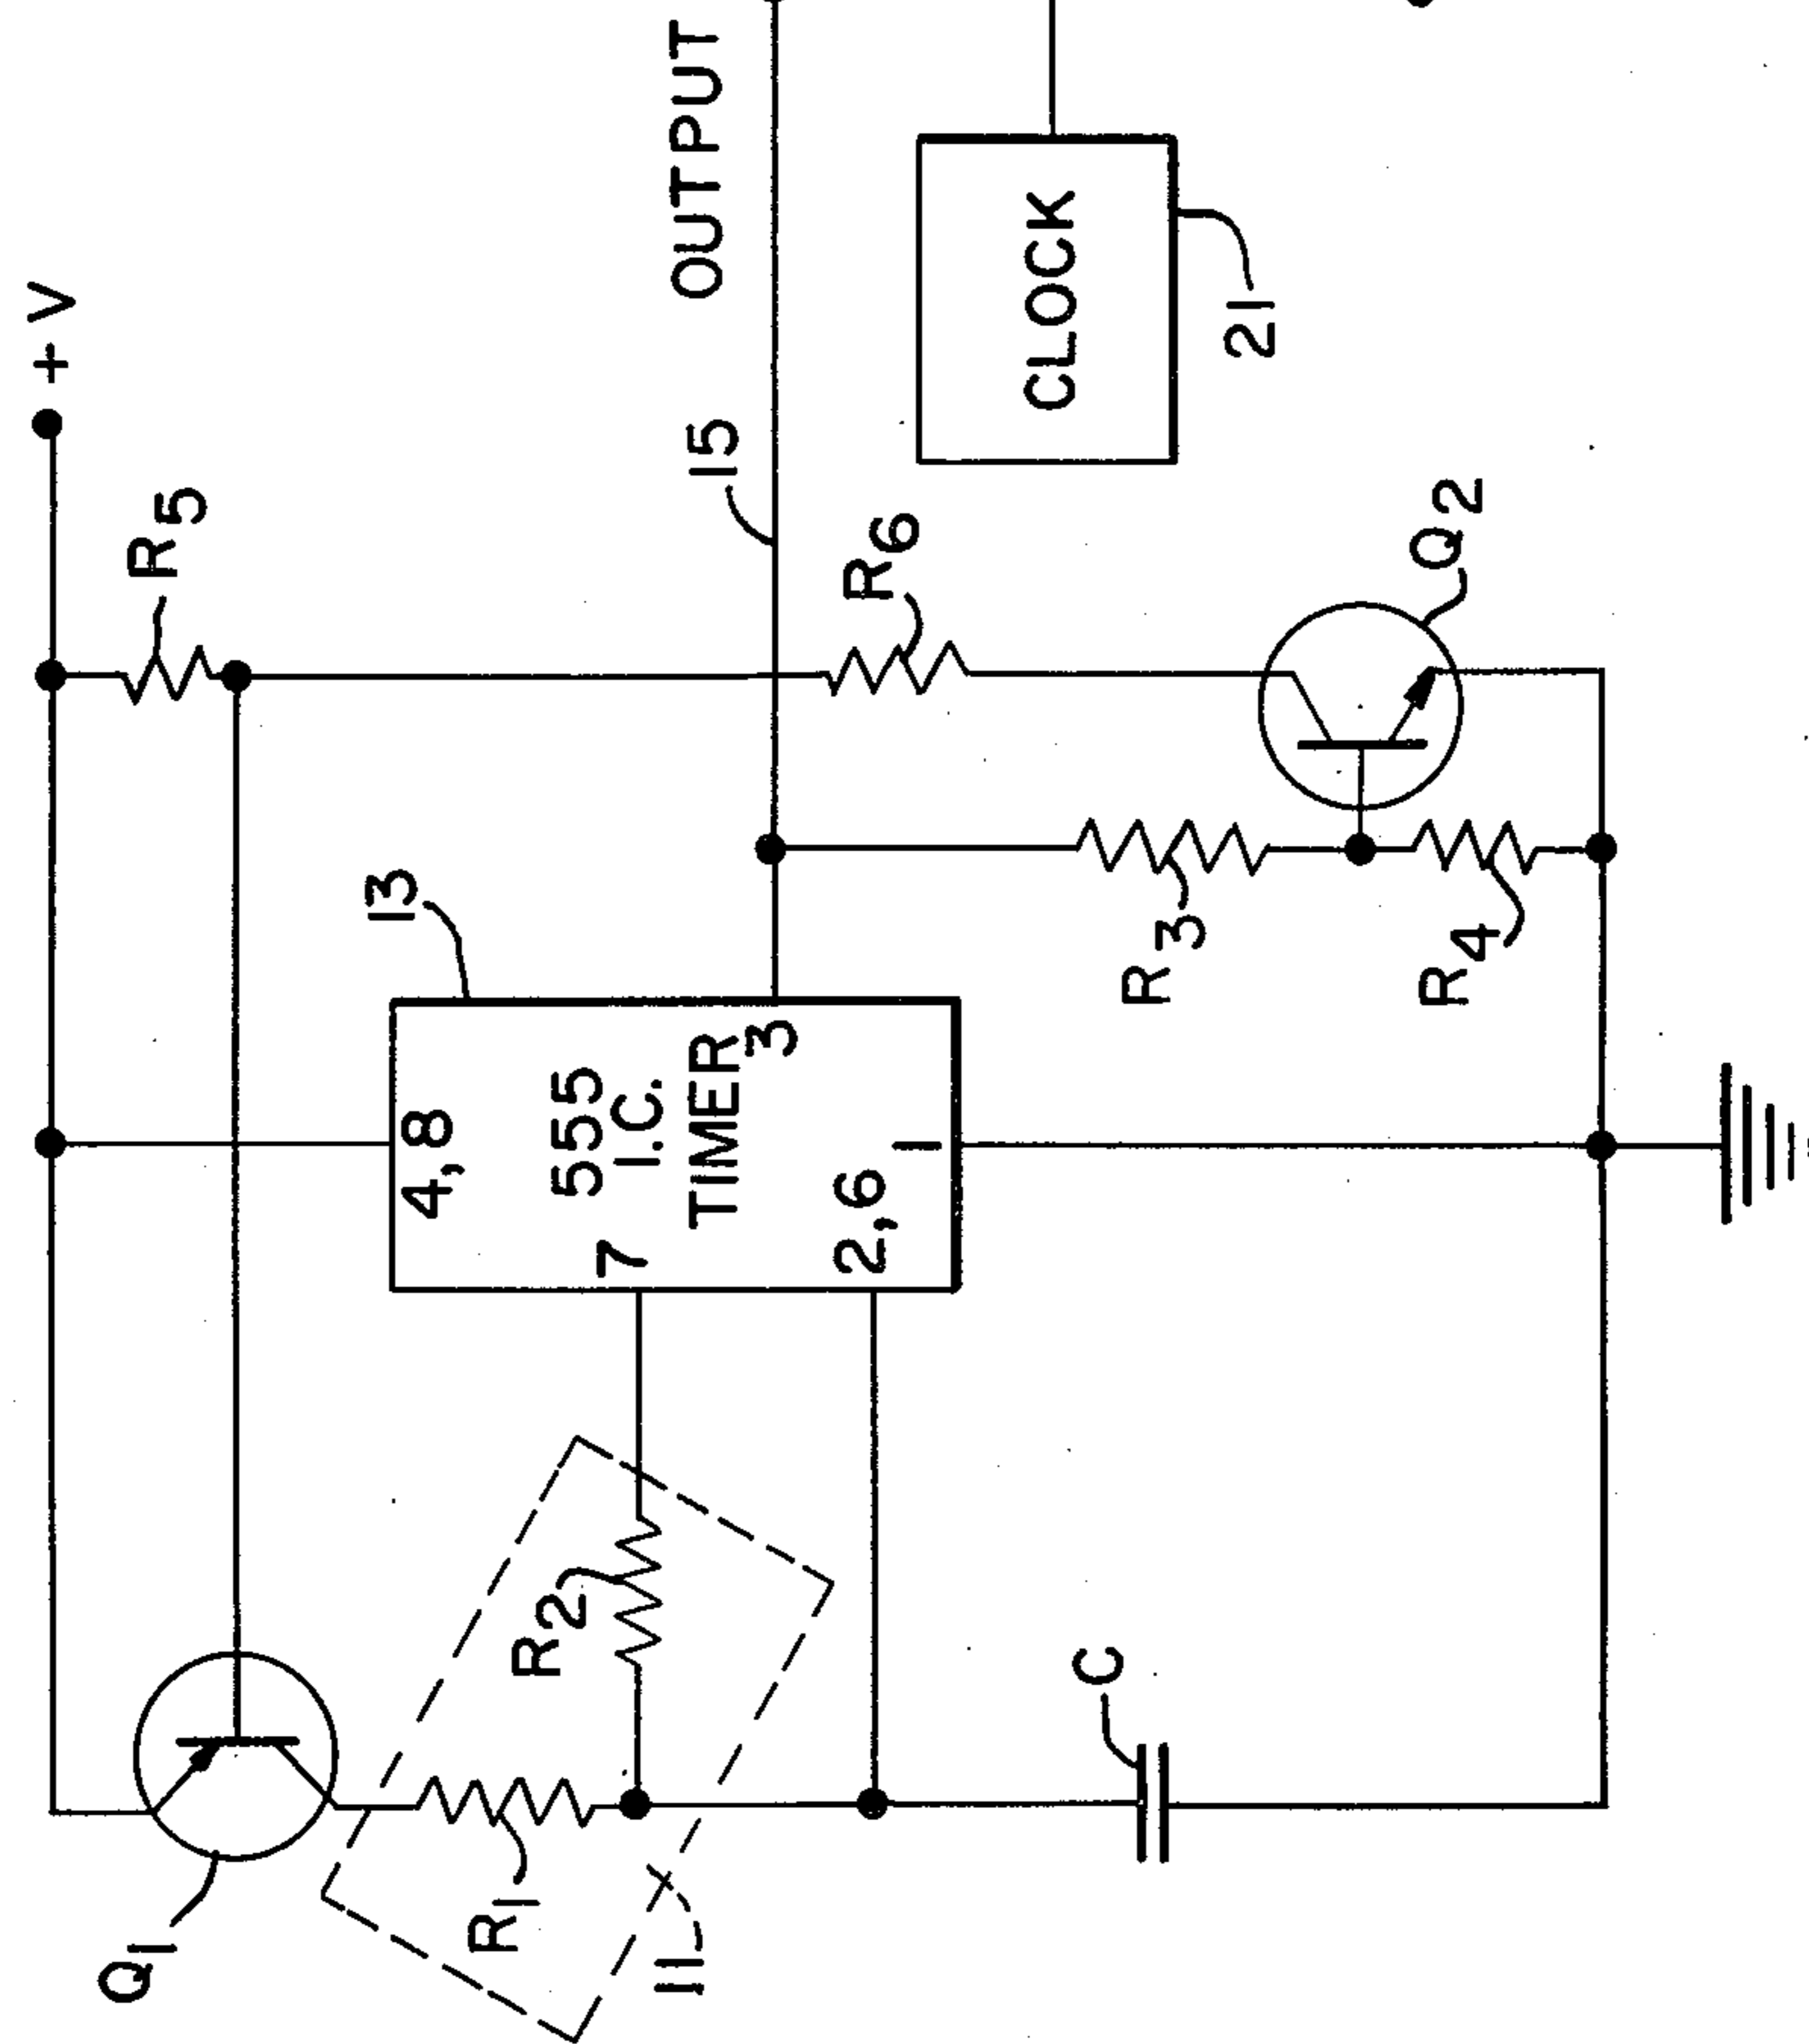 + V
Q1
R5
13
4, 8
R1
R2
555
I.C.
TIMER
7
3
2, 6
1
11
15
OUTPUT
R6
CLOCK
21
C
R3
R4
Q2